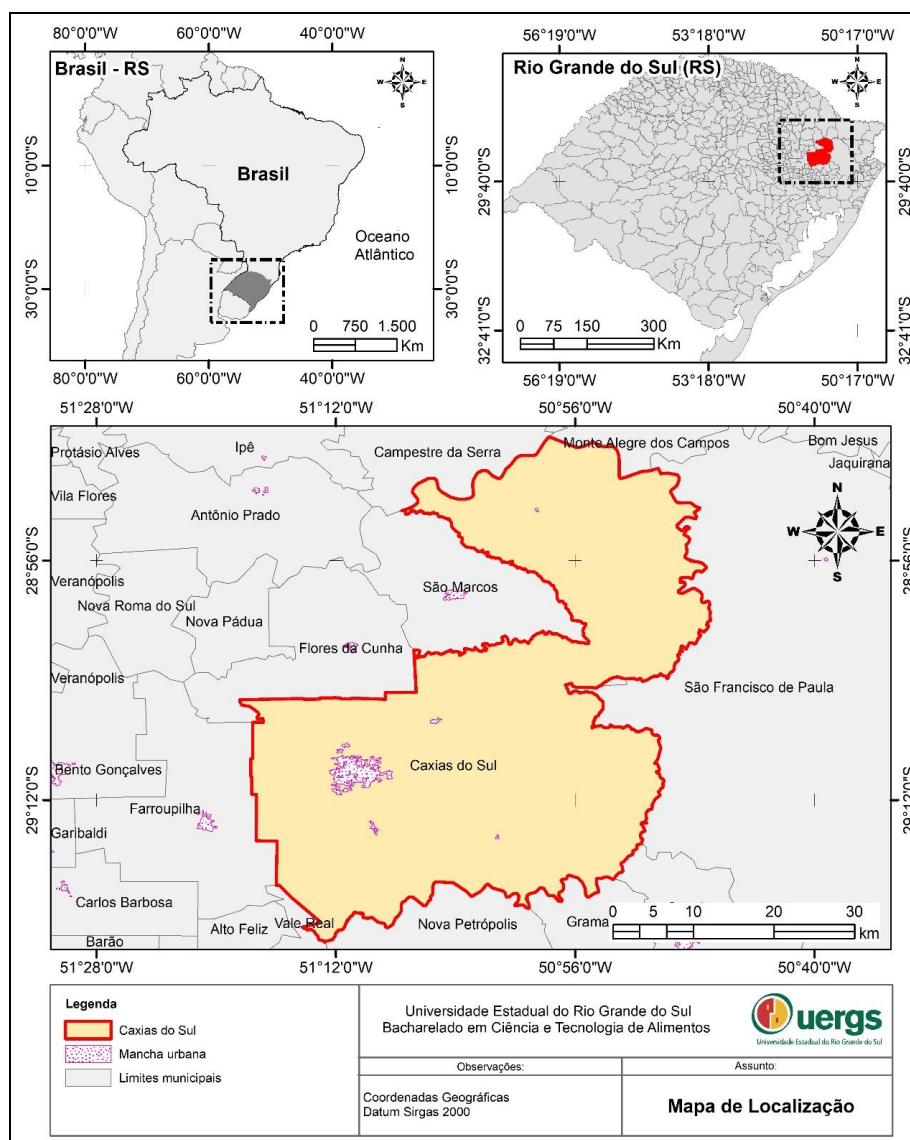 80°0'0"W 60°0'0"W 40°0'0"W
Brasil - RS
N
W E
S
Brasil
Oceano
Atlântico
10°0'0"S
30°0'0"S
10°0'0"S
30°0'0"S
0 750 1.500
Km
80°0'0"W 60°0'0"W 40°0'0"W
56°19'0"W 53°18'0"W 50°17'0"W
Rio Grande do Sul (RS)
N
W E
S
29°40'0"S
32°41'0"S
29°40'0"S
32°41'0"S
0 75 150 300
Km
56°19'0"W 53°18'0"W 50°17'0"W
51°28'0"W 51°12'0"W 50°56'0"W 50°40'0"W
Protásio Alves
Ipê
Campestre da Serra
Monte Alegre dos Campos
Bom Jesus
Jaquirana
Vila Flores
Antônio Prado
N
W E
S
28°56'0"S
28°56'0"S
Veranópolis
São Marcos
Nova Roma do Sul
Nova Pádua
Flores da Cunha
Veranópolis
São Francisco de Paula
Bento Gonçalves
Caxias do Sul
29°12'0"S
29°12'0"S
Farroupilha
Garibaldi
Carlos Barbosa
Alto Feliz
Vale Real
Nova Petrópolis
Grama
Barão
0 5 10 20 30
km
51°28'0"W 51°12'0"W 50°56'0"W 50°40'0"W
Legenda
Caxias do Sul
Mancha urbana
Limites municipais
Universidade Estadual do Rio Grande do Sul
Bacharelado em Ciência e Tecnologia de Alimentos
uergs
Universidade Estadual do Rio Grande do Sul
Observações:
Coordenadas Geográficas
Datum Sirgas 2000
Assunto:
Mapa de Localização